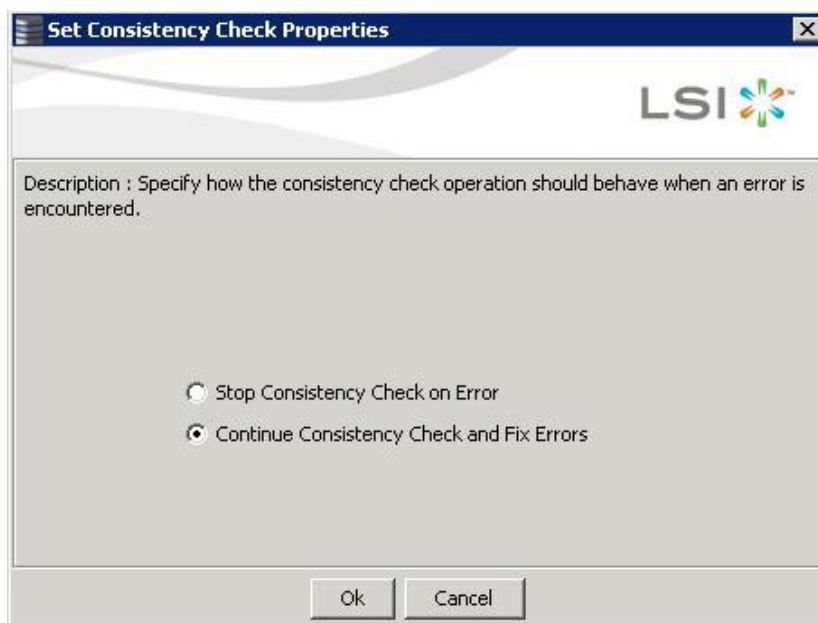 Set Consistency Check Properties
LSI™
Description : Specify how the consistency check operation should behave when an error is
encountered.
Stop Consistency Check on Error
Continue Consistency Check and Fix Errors
Ok
Cancel